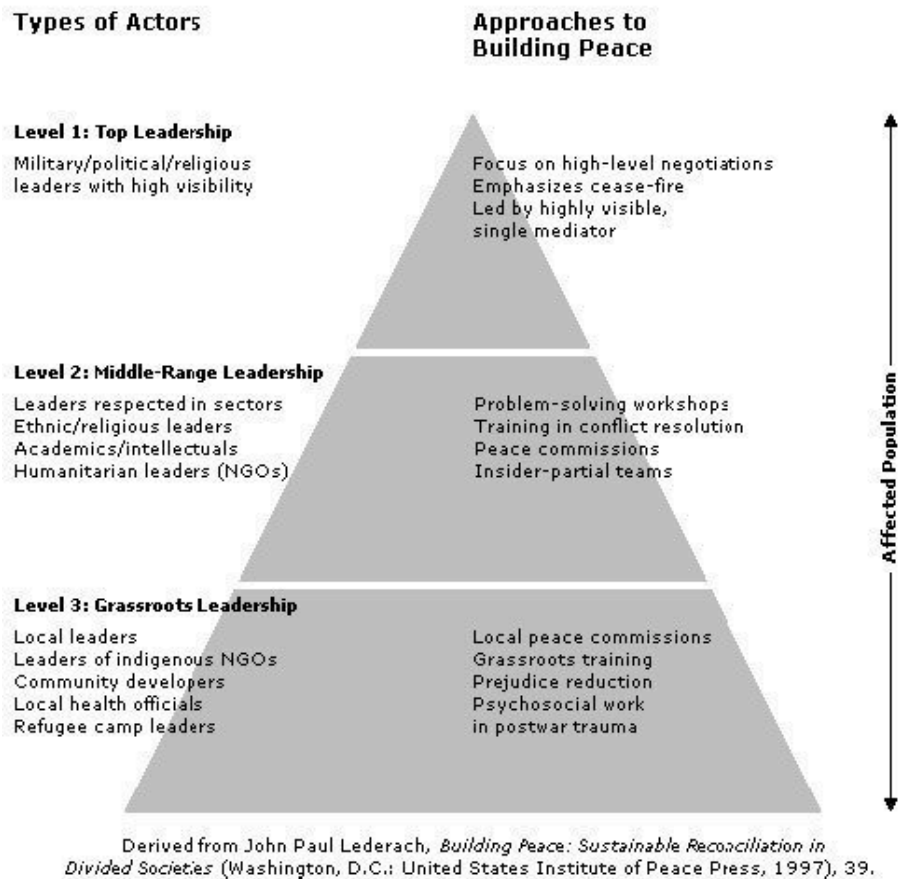 Types of Actors
Approaches to
Building Peace
Level 1: Top Leadership
Military/political/religious
leaders with high visibility
Focus on high-level negotiations
Emphasizes cease-fire
Led by highly visible,
single mediator
Level 2: Middle-Range Leadership
Leaders respected in sectors
Ethnic/religious leaders
Academics/intellectuals
Humanitarian leaders (NGOs)
Problem-solving workshops
Training in conflict resolution
Peace commissions
Insider-partial teams
Level 3: Grassroots Leadership
Local leaders
Leaders of indigenous NGOs
Community developers
Local health officials
Refugee camp leaders
Local peace commissions
Grassroots training
Prejudice reduction
Psychosocial work
in postwar trauma
Affected Population
Derived from John Paul Lederach, Building Peace: Sustainable Reconciliation in
Divided Societies (Washington, D.C.: United States Institute of Peace Press, 1997), 39.